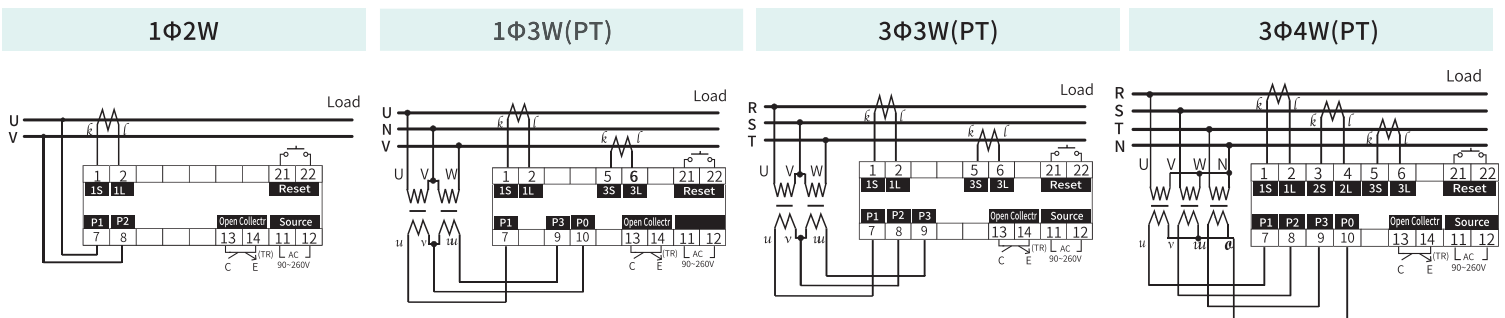 1Φ2W
Load
U
V
k l
1 2 21 22
1S 1L Reset
P1 P2 Open Collectr Source
7 8 13 14 11 12
(TR) AC
C E 90~260V
1Φ3W(PT)
Load
U
N
V
k l
k l
U V W
1 2 5 6 21 22
1S 1L 3S 3L Reset
P1 P3 P0 Open Collectr
u v w 7 9 10 13 14 11 12
(TR) AC
C E 90~260V
3Φ3W(PT)
Load
R
S
T
k l
k l
U V W
1 2 5 6 21 22
1S 1L 3S 3L Reset
P1 P2 P3 Open Collectr Source
u v w 7 8 9 13 14 11 12
(TR) AC
C E 90~260V
3Φ4W(PT)
Load
R
S
T
N
k l
k l
k l
U V W N
1 2 3 4 5 6 21 22
1S 1L 2S 2L 3S 3L Reset
P1 P2 P3 P0 Open Collectr Source
u v w o 7 8 9 10 13 14 11 12
(TR) AC
C E 90~260V